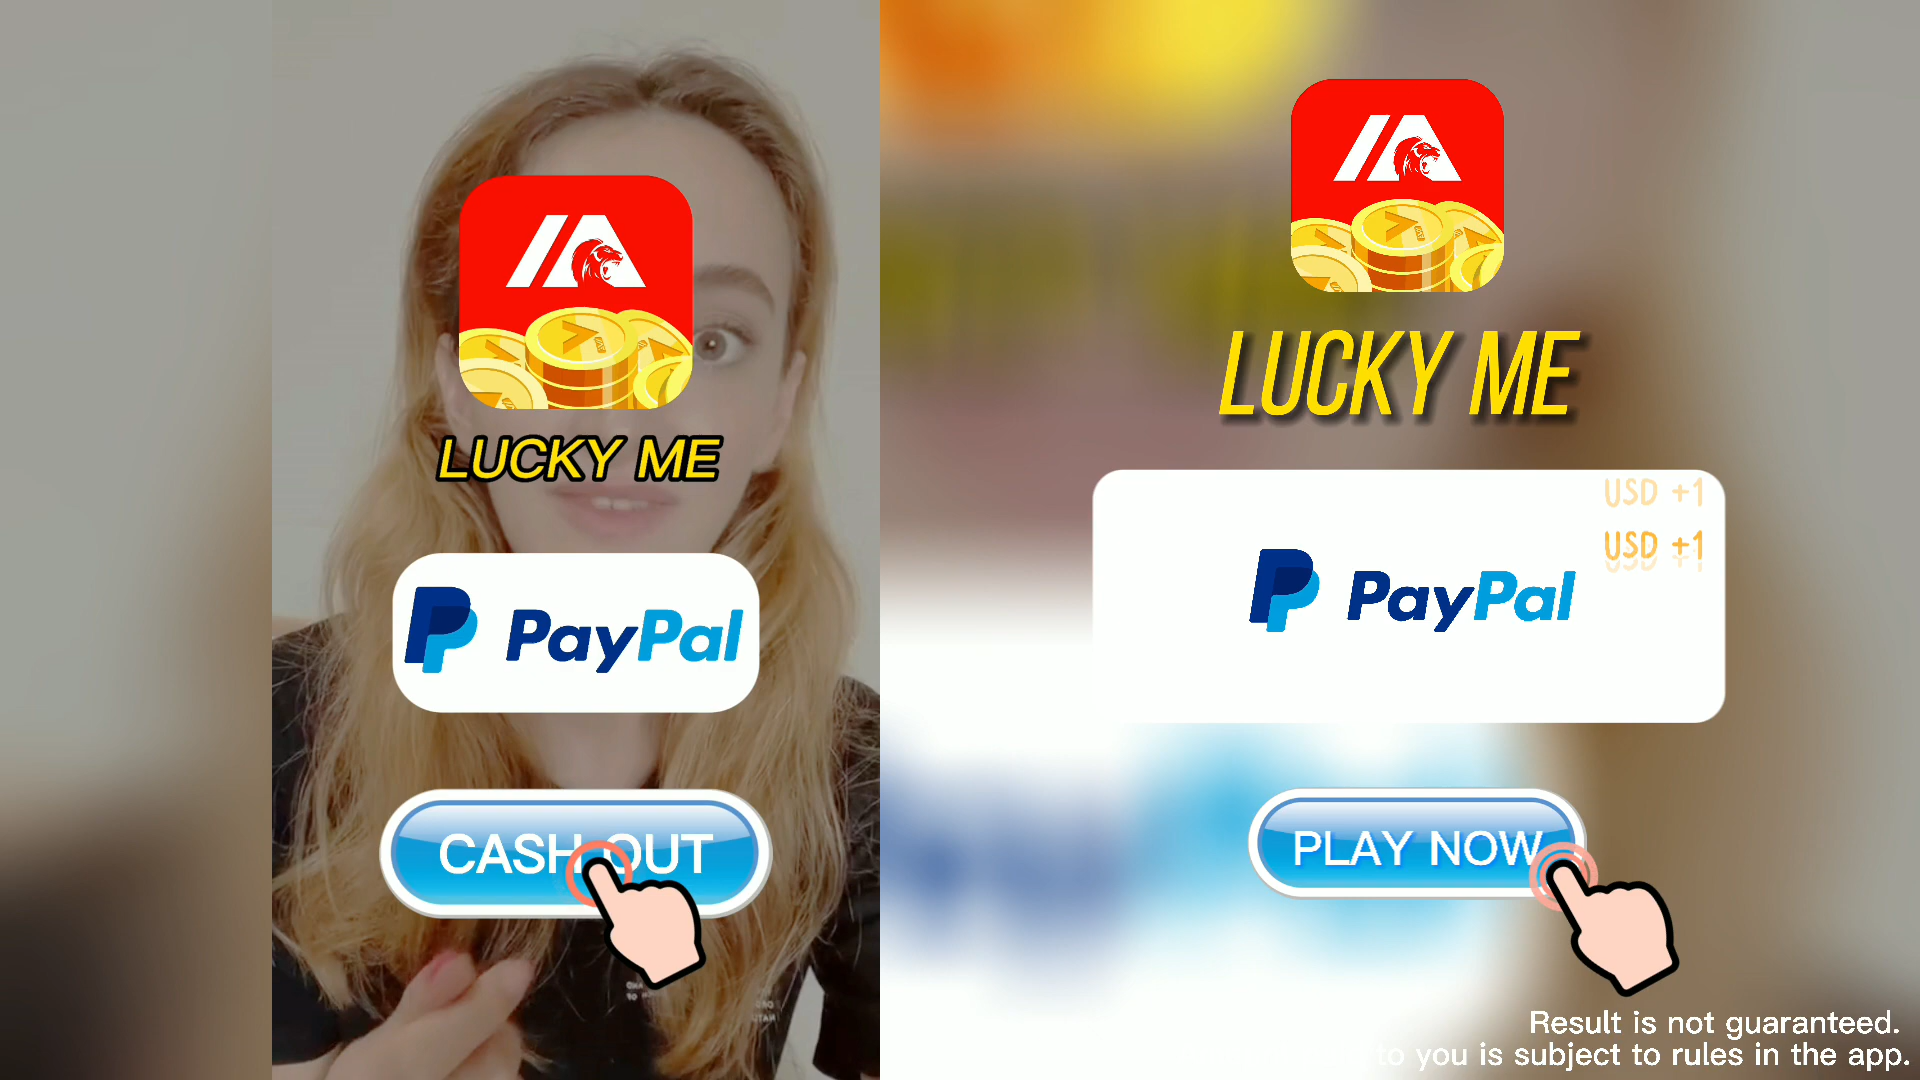 LUCKY ME
PayPal
CASH OUT
LUCKY ME
USD +1
USD +1
PayPal
PLAY NOW
Result is not guaranteed.
to you is subject to rules in the app.